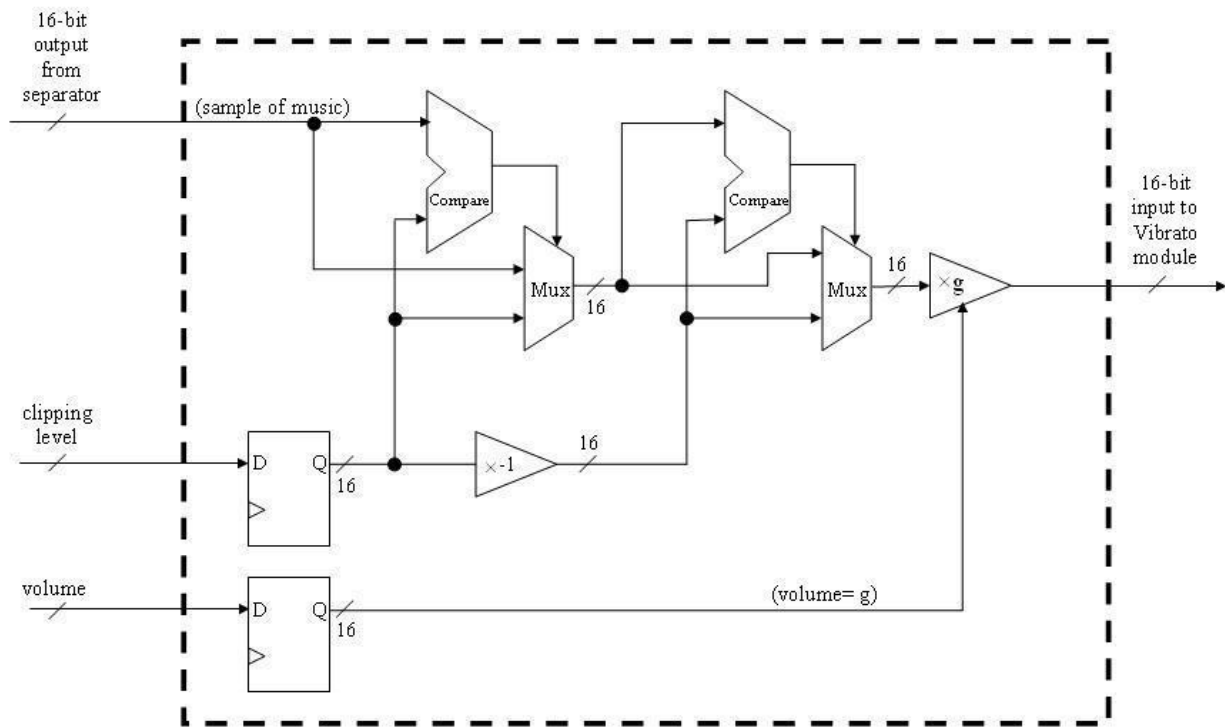 16-bit
output
from
separator
(sample of music)
Compare
Compare
16-bit
input to
Vibrato
module
Mux
16
Mux
16
×g
clipping
level
D Q
16
×-1
16
volume
D Q
16
(volume= g)